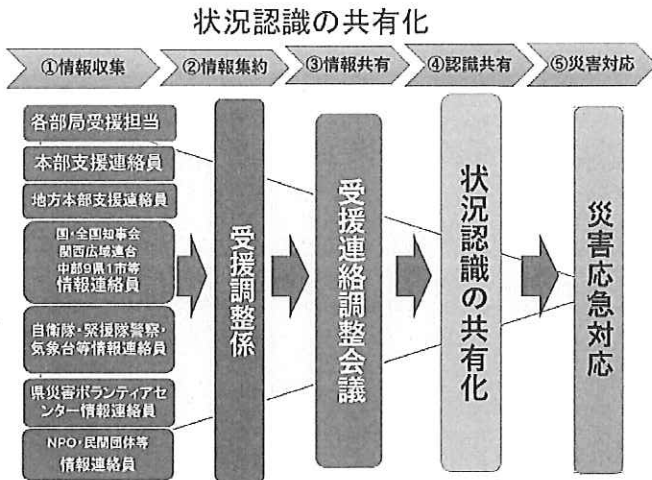 状況認識の共有化
①情報収集
②情報集約
③情報共有
④認識共有
⑤災害対応
各部局受援担当
本部支援連絡員
地方本部支援連絡員
国・全国知事会
関西広域連合
中部9県1市等
情報連絡員
自衛隊・緊援隊警察・
気象台等情報連絡員
県災害ボランティアセ
ンター情報連絡員
NPO・民間団体等
情報連絡員
受援調整係
受援連絡調整会議
状況認識の共有化
災害応急対応